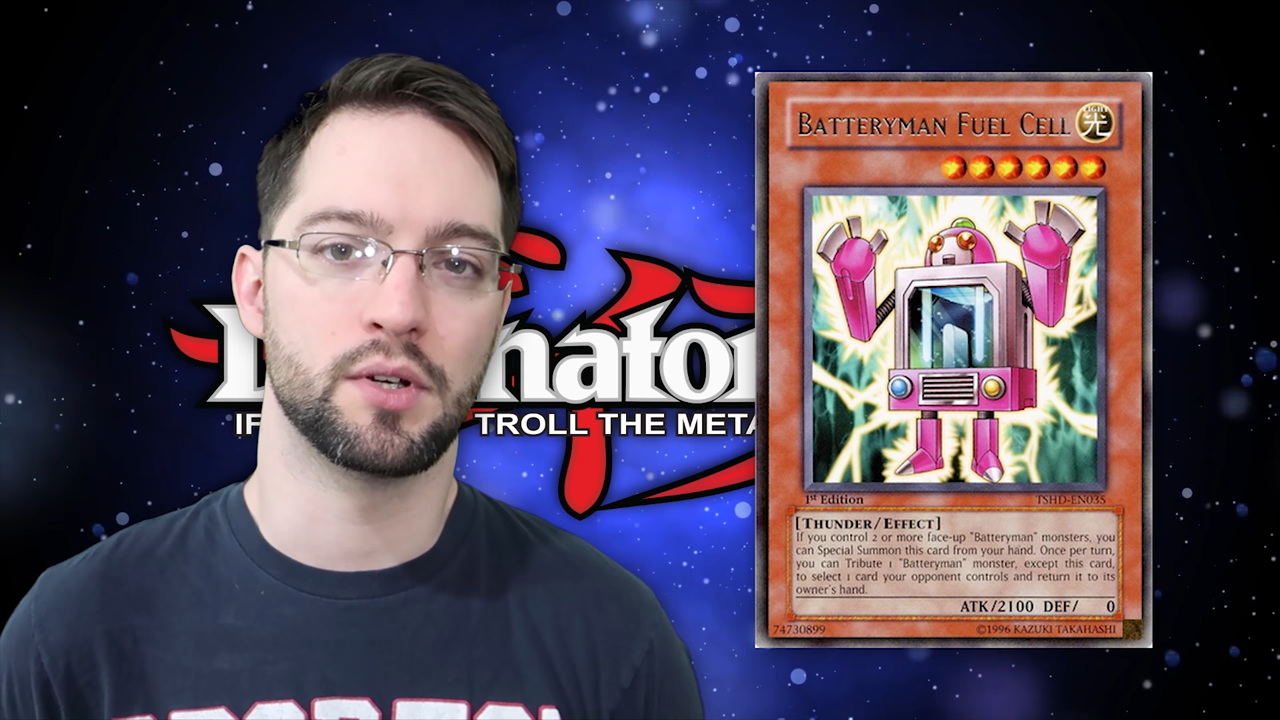 BATTERYMAN FUEL CELL
LIGHT
光
nator
IF
TROLL THE META
1st Edition
TSHD-EN035
[THUNDER/EFFECT]
If you control 2 or more face-up "Batteryman" monsters, you
can Special Summon this card from your hand. Once per turn,
you can Tribute 1 "Batteryman" monster, except this card,
to select 1 card your opponent controls and return it to its
owner's hand.
ATK/2100 DEF/ 0
74730899
©1996 KAZUKI TAKAHASHI